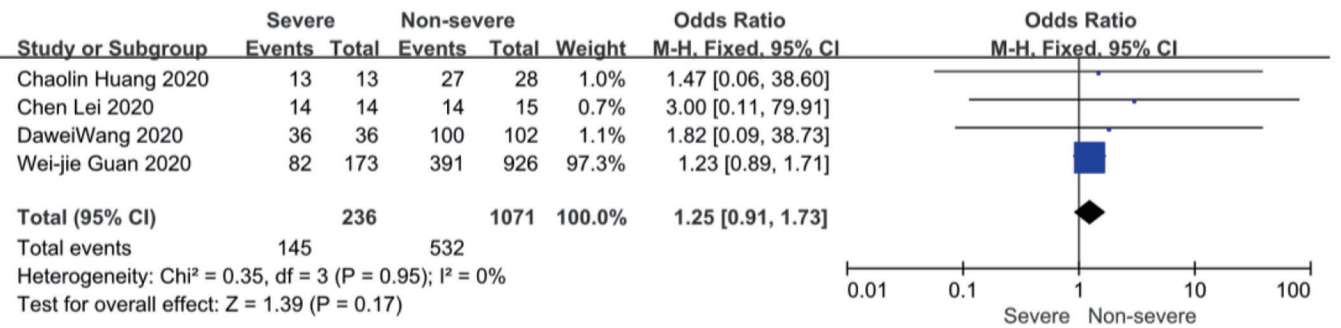 Severe Non-severe Odds Ratio Odds Ratio
Study or Subgroup Events Total Events Total Weight M-H, Fixed, 95% CI M-H, Fixed, 95% CI
Chaolin Huang 2020 13 13 27 28 1.0% 1.47 [0.06, 38.60]
Chen Lei 2020 14 14 14 15 0.7% 3.00 [0.11, 79.91]
DaweiWang 2020 36 36 100 102 1.1% 1.82 [0.09, 38.73]
Wei-jie Guan 2020 82 173 391 926 97.3% 1.23 [0.89, 1.71]
Total (95% CI) 236 1071 100.0% 1.25 [0.91, 1.73]
Total events 145 532
Heterogeneity: Chi² = 0.35, df = 3 (P = 0.95); I² = 0%
Test for overall effect: Z = 1.39 (P = 0.17)
0.01 0.1 1 10 100
Severe Non-severe